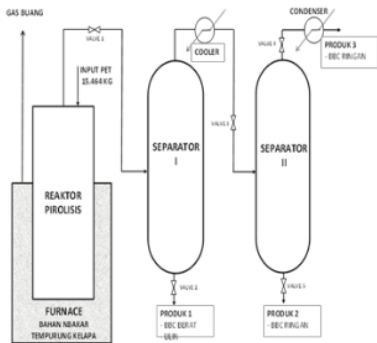 GAS BUANG
VALVE 1
INPUT PET
15.464 KG
REAKTOR
PIROLISIS
FURNACE
BAHAN NBAKAR
TEMPURUNG KELAPA
SEPARATOR
I
VALVE 2
PRODUK 1
- BBC BERAT
- LILIN
COOLER
VALVE 3
CONDENSER
VALVE 4
PRODUK 3
- BBC RINGAN
SEPARATOR
II
VALVE 5
PRODUK 2
- BBC RINGAN